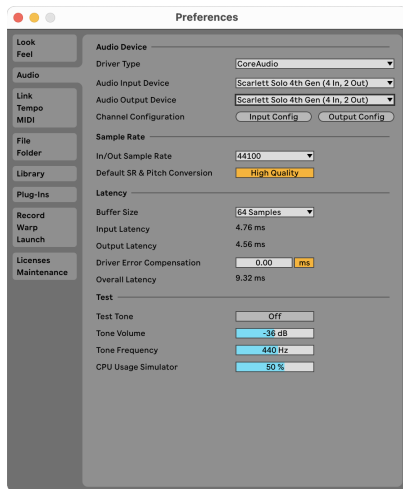 Preferences
Look
Feel
Audio
Link
Tempo
MIDI
File
Folder
Library
Plug-Ins
Record
Warp
Launch
Licenses
Maintenance
Audio Device
Driver Type
CoreAudio
Audio Input Device
Scarlett Solo 4th Gen (4 In, 2 Out)
Audio Output Device
Scarlett Solo 4th Gen (4 In, 2 Out)
Channel Configuration
Input Config
Output Config
Sample Rate
In/Out Sample Rate
44100
Default SR & Pitch Conversion
High Quality
Latency
Buffer Size
64 Samples
Input Latency
4.76 ms
Output Latency
4.56 ms
Driver Error Compensation
0.00
ms
Overall Latency
9.32 ms
Test
Test Tone
Off
Tone Volume
-36 dB
Tone Frequency
440 Hz
CPU Usage Simulator
50 %